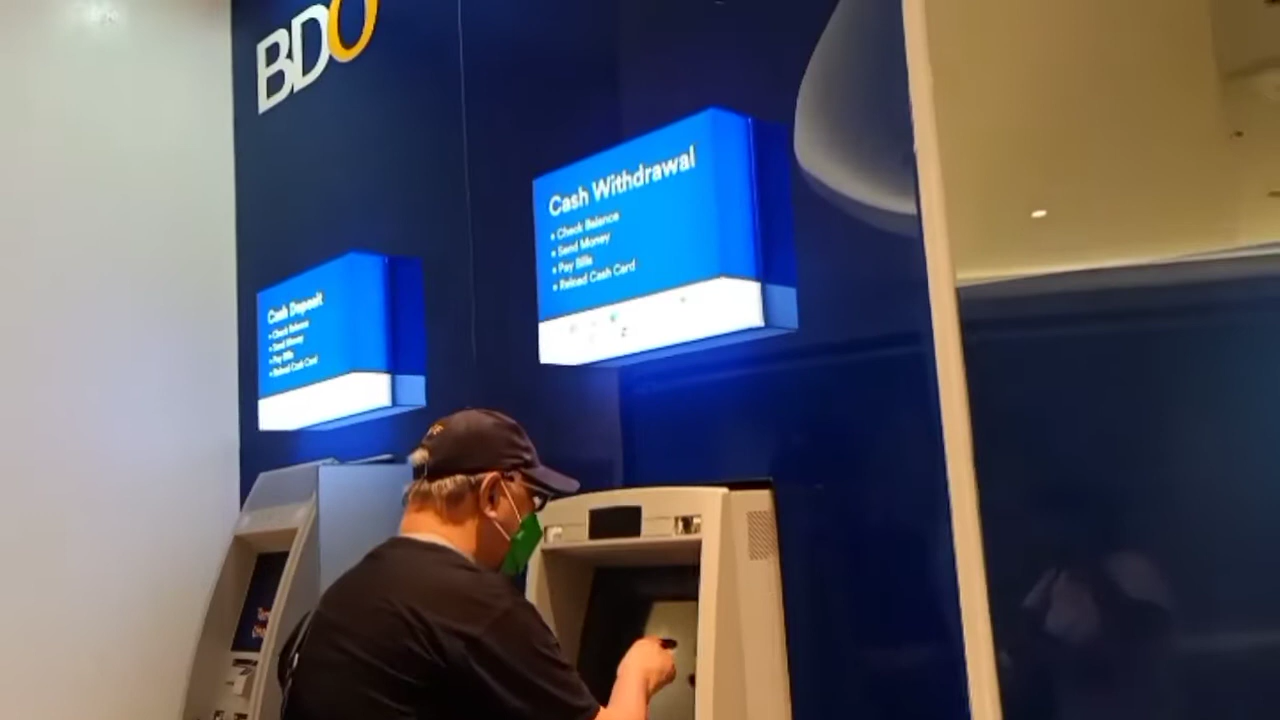 BDO
Cash Withdrawal
• Check Balance
• Send Money
• Pay Bills
• Reload Cash Card
Cash Deposit
• Check Balance
• Send Money
• Pay Bills
• Reload Cash Card